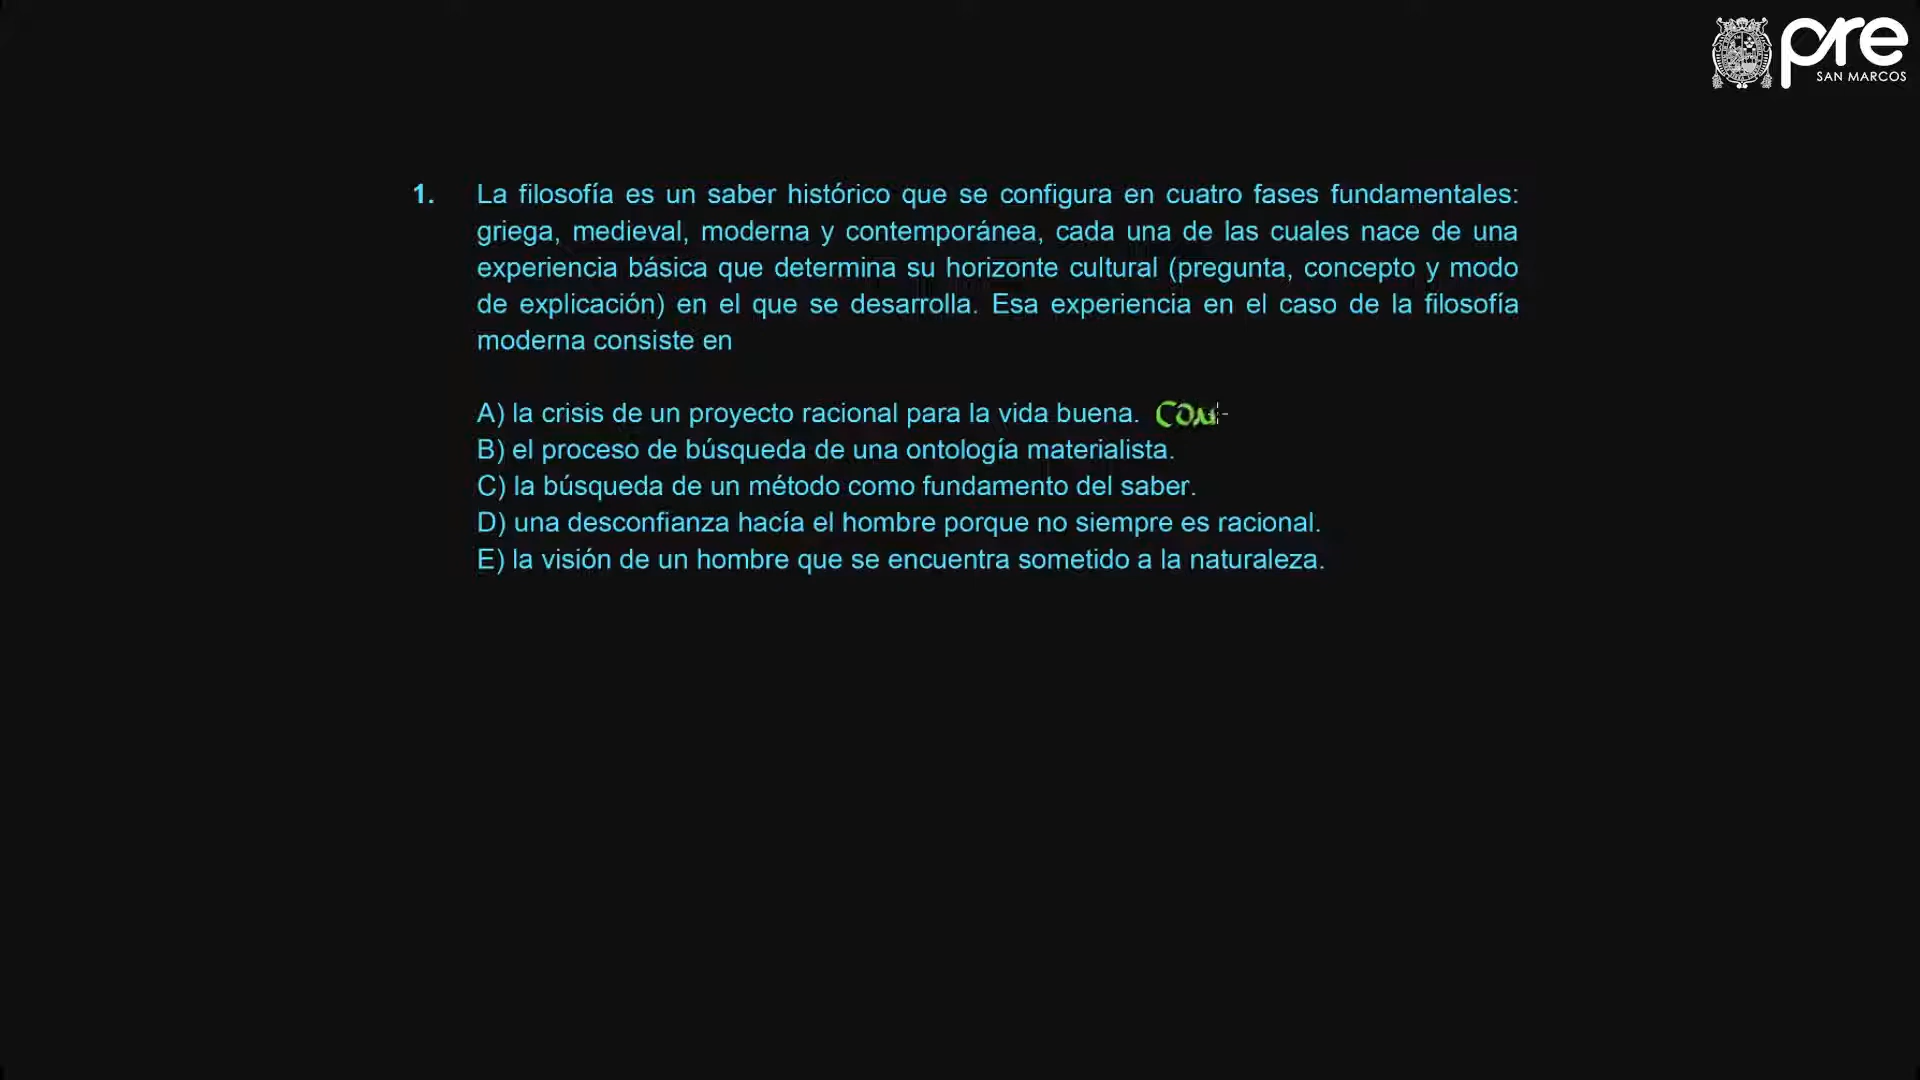 pre
SAN MARCOS
1. La filosofía es un saber histórico que se configura en cuatro fases fundamentales:
griega, medieval, moderna y contemporánea, cada una de las cuales nace de una
experiencia básica que determina su horizonte cultural (pregunta, concepto y modo
de explicación) en el que se desarrolla. Esa experiencia en el caso de la filosofía
moderna consiste en
A) la crisis de un proyecto racional para la vida buena. CON
B) el proceso de búsqueda de una ontología materialista.
C) la búsqueda de un método como fundamento del saber.
D) una desconfianza hacía el hombre porque no siempre es racional.
E) la visión de un hombre que se encuentra sometido a la naturaleza.